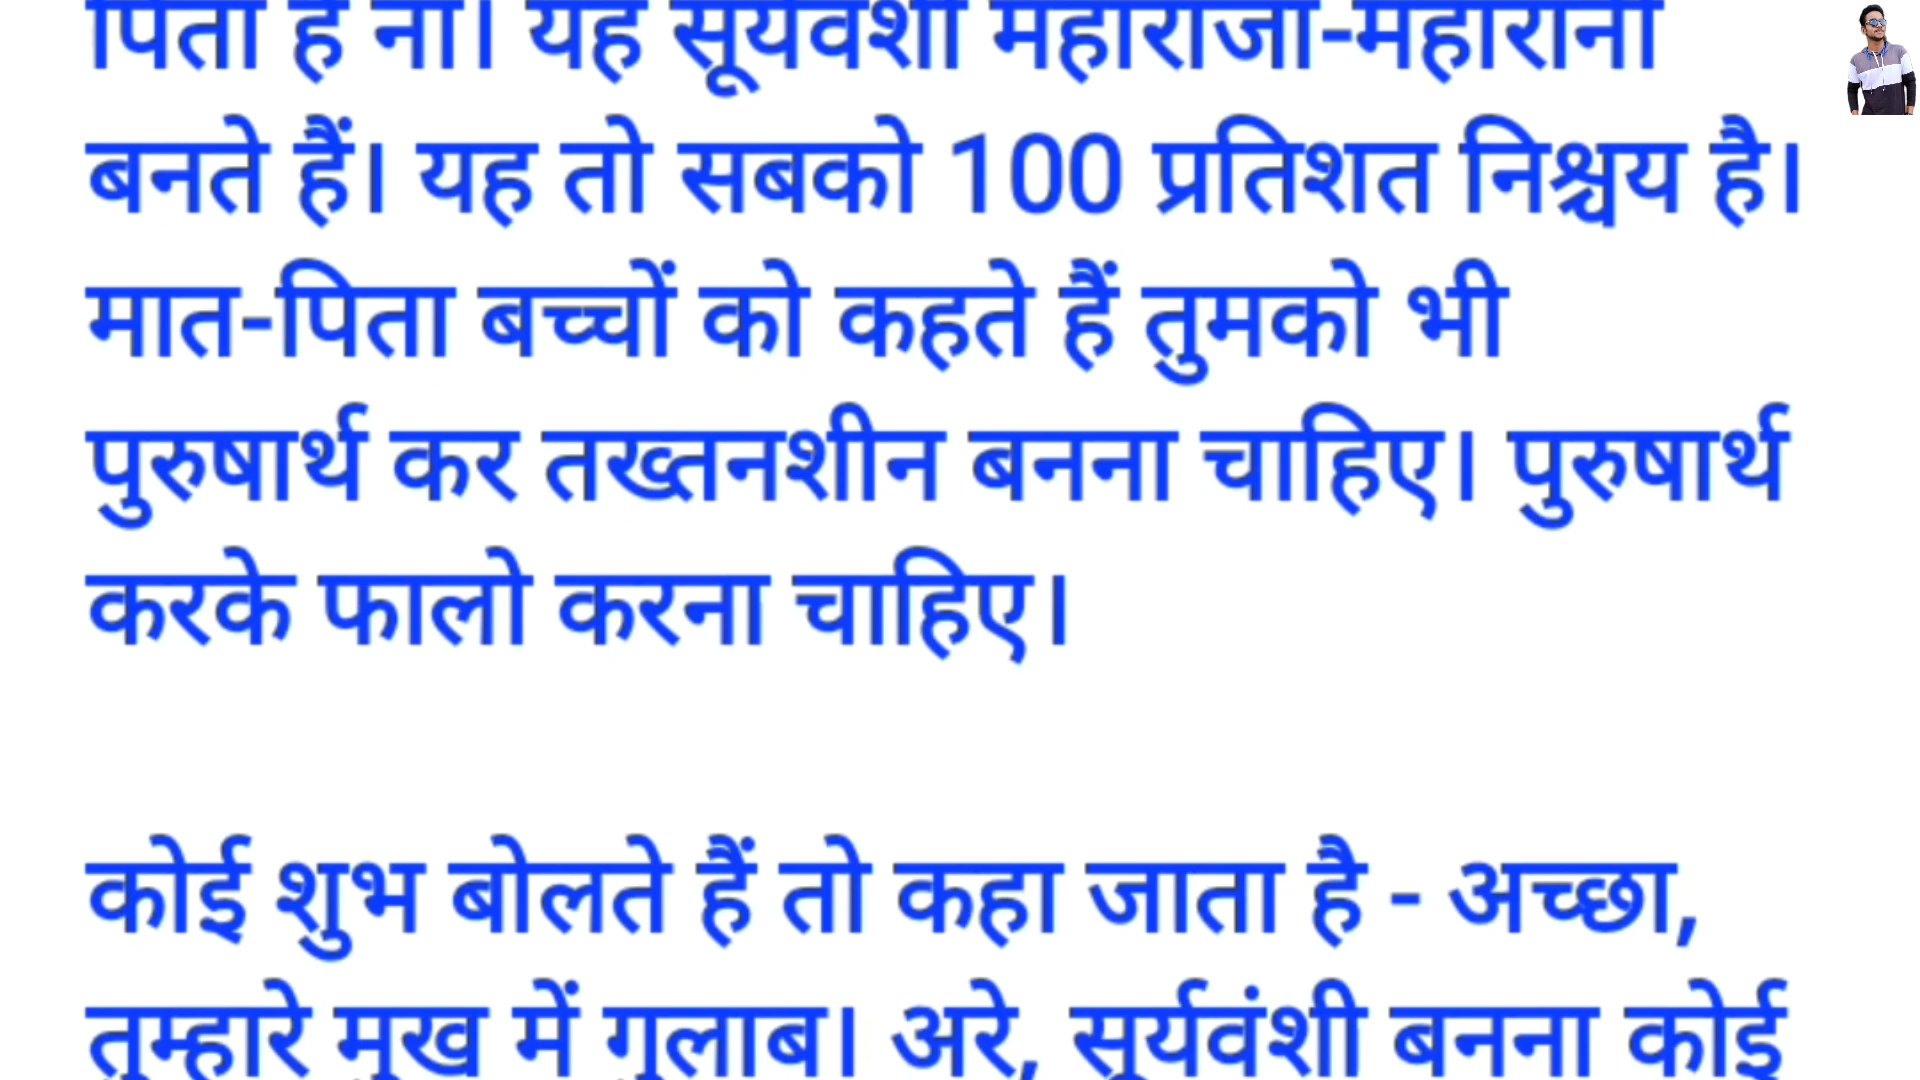 पिता है ना। यह सूर्यवंशी महाराजा-महारानी
बनते हैं। यह तो सबको 100 प्रतिशत निश्चय है।
मात-पिता बच्चों को कहते हैं तुमको भी
पुरुषार्थ कर तख्तनशीन बनना चाहिए। पुरुषार्थ
करके फालो करना चाहिए।
कोई शुभ बोलते हैं तो कहा जाता है - अच्छा,
तुम्हारे मुख में गुलाब। अरे, सूर्यवंशी बनना कोई